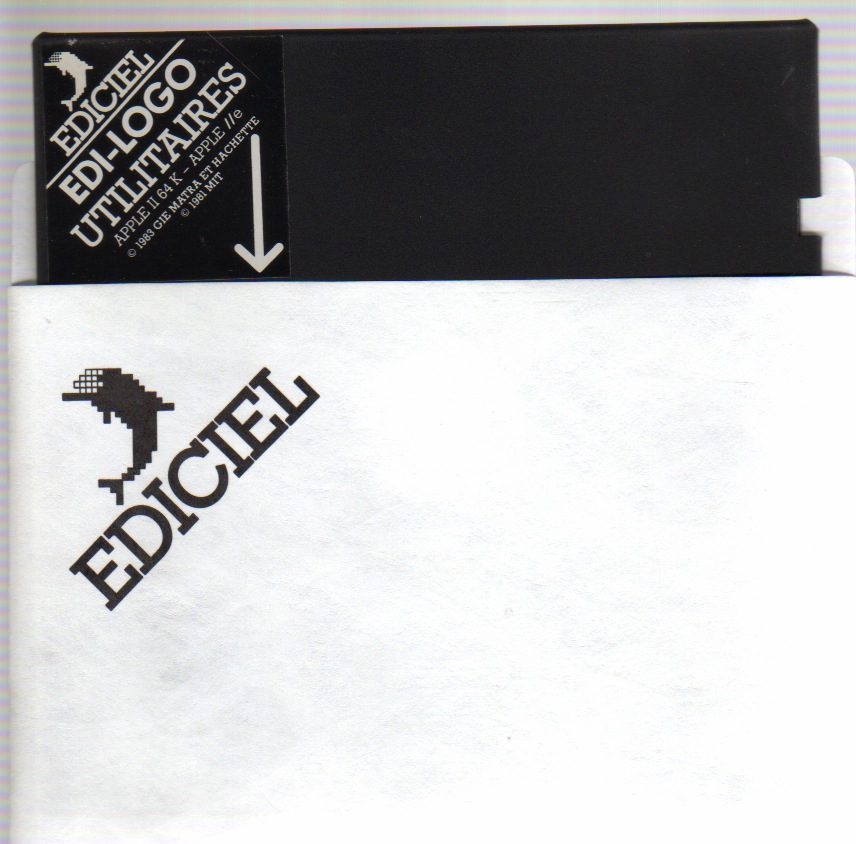 EDICIEL
EDI-LOGO
UTILITAIRES
APPLE II 64 K - APPLE //e
© 1983 GIE MATRA ET HACHETTE
© 1981 MIT
EDICIEL